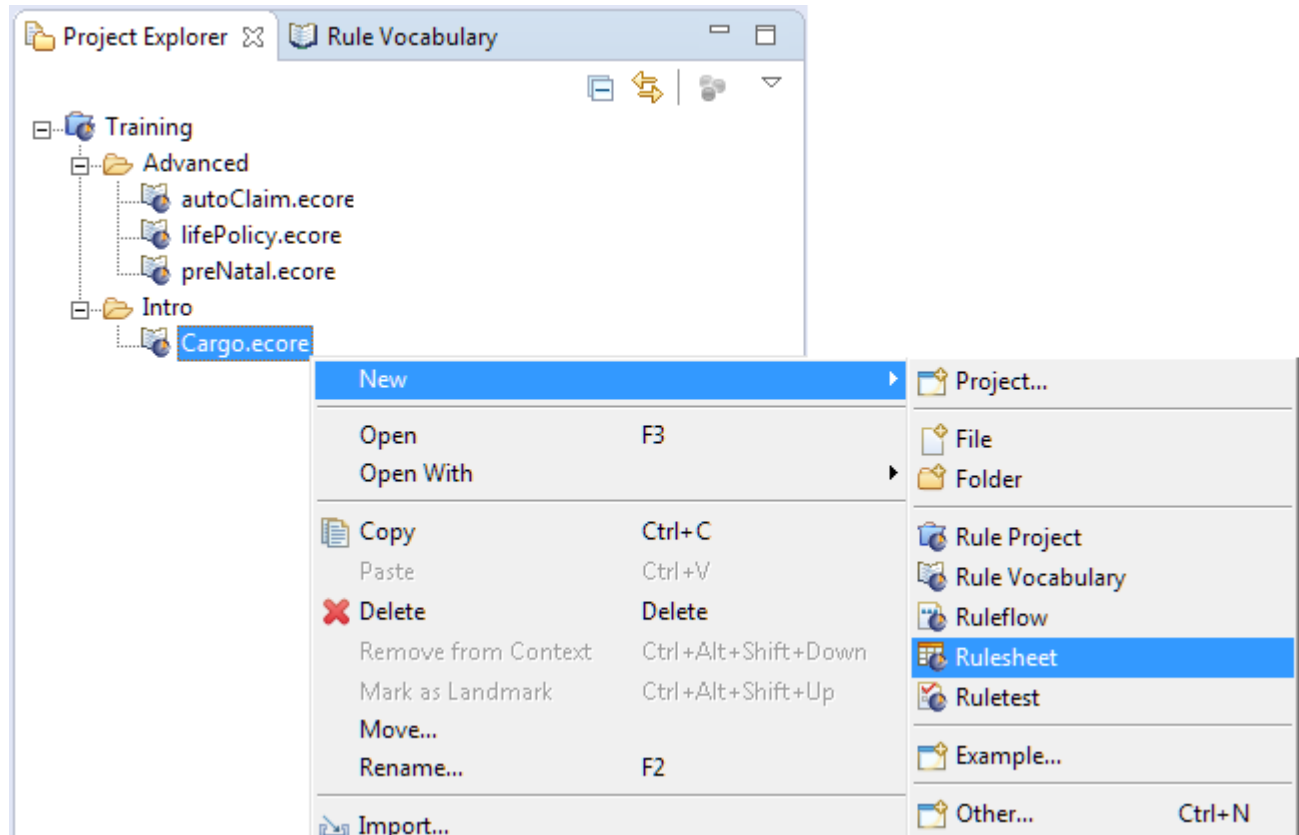 Project Explorer Rule Vocabulary
Training
Advanced
autoClaim.ecore
lifePolicy.ecore
preNatal.ecore
Intro
Cargo.ecore
New
Open F3
Open With
Copy Ctrl+C
Paste Ctrl+V
Delete Delete
Remove from Context Ctrl+Alt+Shift+Down
Mark as Landmark Ctrl+Alt+Shift+Up
Move...
Rename... F2
Import...
Project...
File
Folder
Rule Project
Rule Vocabulary
Ruleflow
Rulesheet
Ruletest
Example...
Other... Ctrl+N